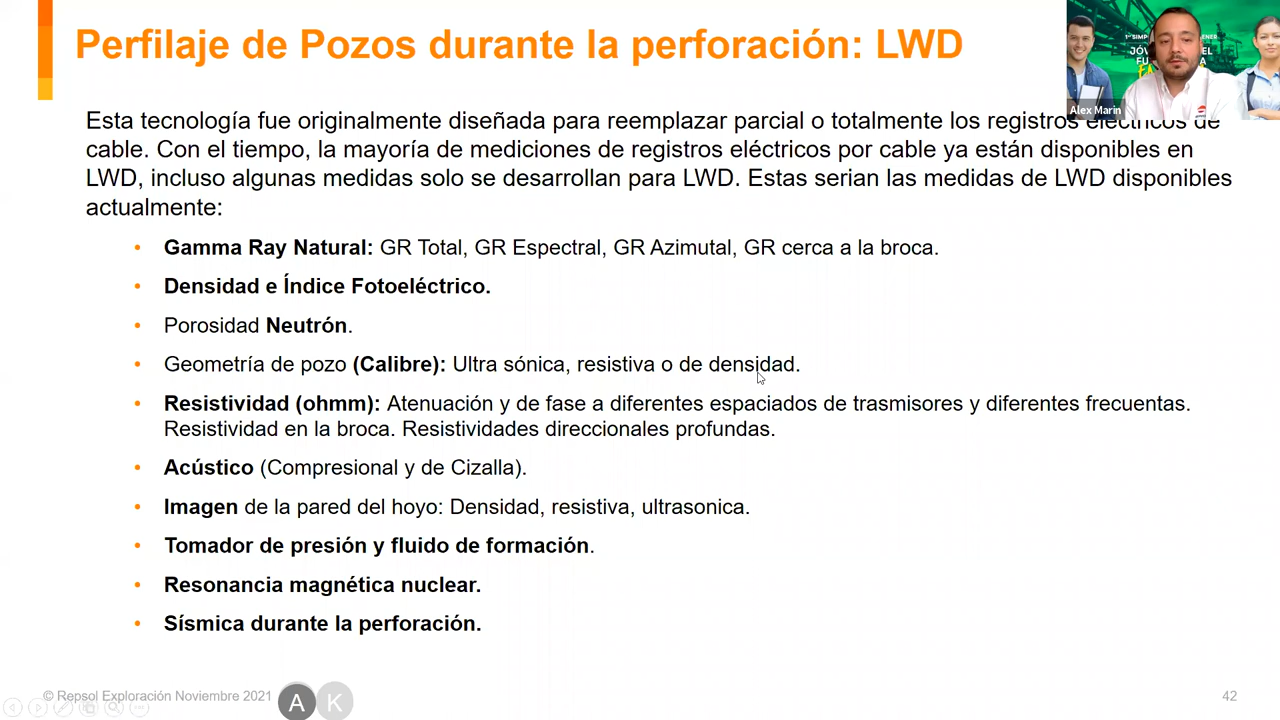 Perfilaje de Pozos durante la perforación: LWD
Alex Marin
Esta tecnología fue originalmente diseñada para reemplazar parcial o totalmente los registros eléctricos de
cable. Con el tiempo, la mayoría de mediciones de registros eléctricos por cable ya están disponibles en
LWD, incluso algunas medidas solo se desarrollan para LWD. Estas serian las medidas de LWD disponibles
actualmente:
• Gamma Ray Natural: GR Total, GR Espectral, GR Azimutal, GR cerca a la broca.
• Densidad e Índice Fotoeléctrico.
• Porosidad Neutrón.
• Geometría de pozo (Calibre): Ultra sónica, resistiva o de densidad.
• Resistividad (ohmm): Atenuación y de fase a diferentes espaciados de trasmisores y diferentes frecuentas.
Resistividad en la broca. Resistividades direccionales profundas.
• Acústico (Compresional y de Cizalla).
• Imagen de la pared del hoyo: Densidad, resistiva, ultrasonica.
• Tomador de presión y fluido de formación.
• Resonancia magnética nuclear.
• Sísmica durante la perforación.
© Repsol Exploración Noviembre 2021
A K
42